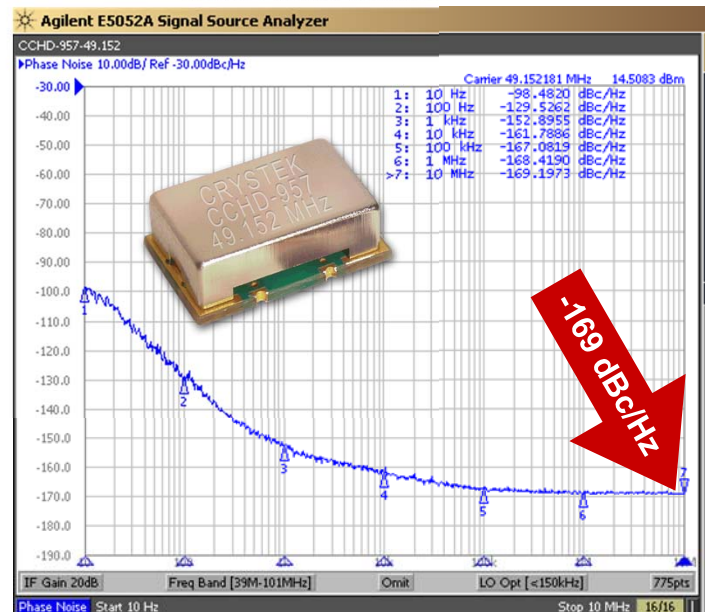 Agilent E5052A Signal Source Analyzer
CCHD-957-49.152
Phase Noise 10.00dB/ Ref -30.00dBc/Hz
Carrier 49.152181 MHz 14.5083 dBm
1: 10 Hz -98.4820 dBc/Hz
2: 100 Hz -129.5262 dBc/Hz
3: 1 kHz -152.8955 dBc/Hz
4: 10 kHz -161.7886 dBc/Hz
5: 100 kHz -167.0819 dBc/Hz
6: 1 MHz -168.4190 dBc/Hz
>7: 10 MHz -169.1973 dBc/Hz
-30.00
-40.00
-50.00
-60.00
-70.00
-80.00
-90.00
-100.0
-110.0
-120.0
-130.0
-140.0
-150.0
-160.0
-170.0
-180.0
-190.0
CRYSTEK
CCHD-957
49.152 MHz
-169 dBc/Hz
1
2
3
4
5
6
7
IF Gain 20dB Freq Band [39M-101MHz] Omit LO Opt [<150kHz] 775pts
Phase Noise Start 10 Hz Stop 10 MHz 16/16